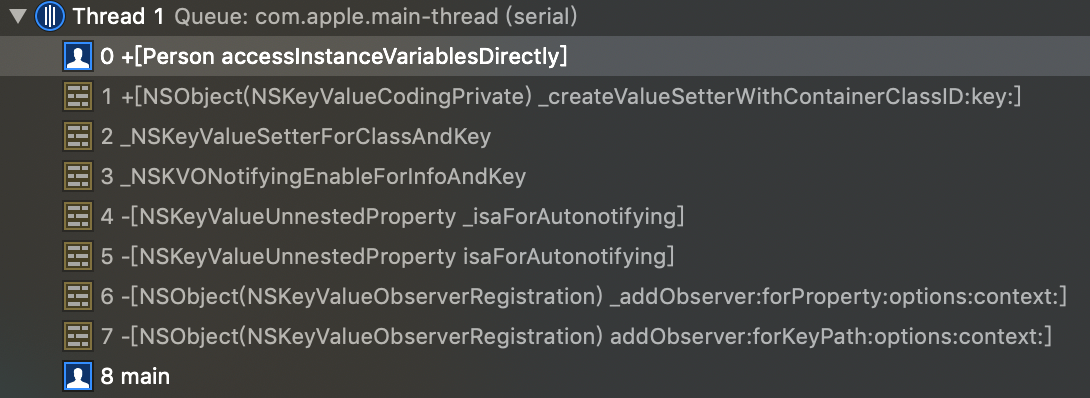 Thread 1 Queue: com.apple.main-thread (serial)
0 +[Person accessInstanceVariablesDirectly]
1 +[NSObject(NSKeyValueCodingPrivate) _createValueSetterWithContainerClassID:key:]
2 _NSKeyValueSetterForClassAndKey
3 _NSKVONotifyingEnableForInfoAndKey
4 -[NSKeyValueUnnestedProperty _isaForAutonotifying]
5 -[NSKeyValueUnnestedProperty isaForAutonotifying]
6 -[NSObject(NSKeyValueObserverRegistration) _addObserver:forProperty:options:context:]
7 -[NSObject(NSKeyValueObserverRegistration) addObserver:forKeyPath:options:context:]
8 main